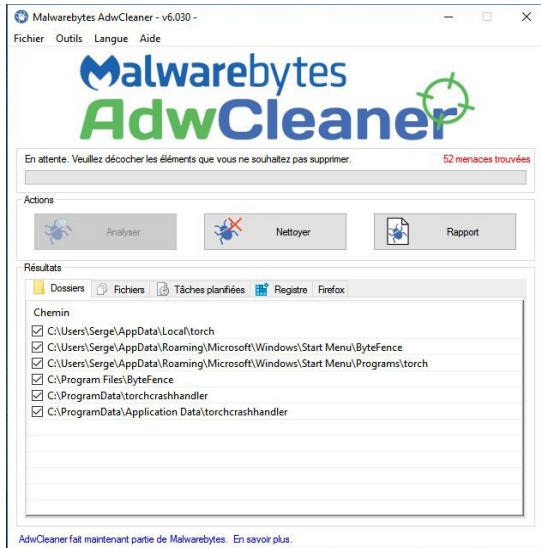 Malwarebytes AdwCleaner - v6.030 -
Fichier Outils Langue Aide
Malwarebytes
AdwCleaner
En attente. Veuillez décocher les éléments que vous ne souhaitez pas supprimer. 52 menaces trouvées
Actions
Analyser Nettoyer Rapport
Résultats
Dossiers Fichiers Tâches planifiées Registre Firefox
Chemin
C:\Users\Serge\AppData\Local\torch
C:\Users\Serge\AppData\Roaming\Microsoft\Windows\Start Menu\ByteFence
C:\Users\Serge\AppData\Roaming\Microsoft\Windows\Start Menu\Programs\torch
C:\Program Files\ByteFence
C:\ProgramData\torchcrashhandler
C:\ProgramData\Application Data\torchcrashhandler
AdwCleaner fait maintenant partie de Malwarebytes. En savoir plus.